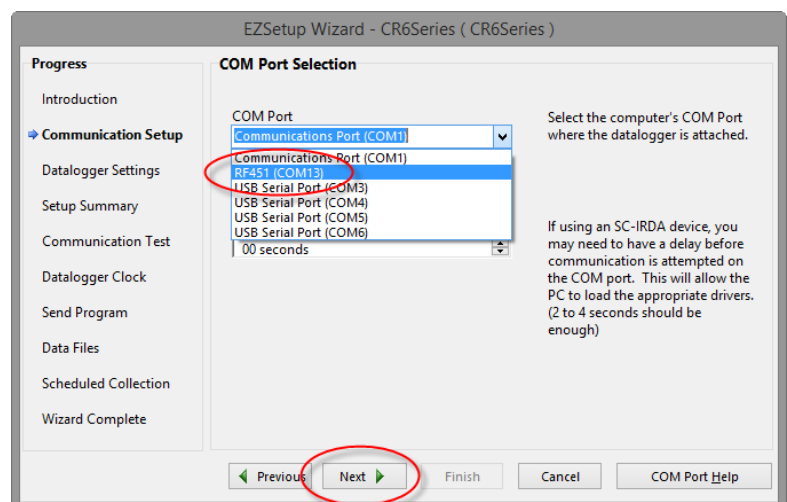 EZSetup Wizard - CR6Series ( CR6Series )
Progress
Introduction
Communication Setup
Datalogger Settings
Setup Summary
Communication Test
Datalogger Clock
Send Program
Data Files
Scheduled Collection
Wizard Complete
COM Port Selection
COM Port
Communications Port (COM1)
Communications Port (COM1)
RF451 (COM13)
USB Serial Port (COM3)
USB Serial Port (COM4)
USB Serial Port (COM5)
USB Serial Port (COM6)
00 seconds
Select the computer's COM Port
where the datalogger is attached.
If using an SC-IRDA device, you
may need to have a delay before
communication is attempted on
the COM port. This will allow the
PC to load the appropriate drivers.
(2 to 4 seconds should be
enough)
Previous
Next
Finish
Cancel
COM Port Help